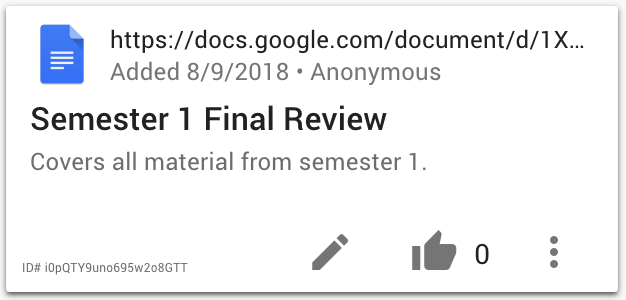 https://docs.google.com/document/d/1X...
Added 8/9/2018 • Anonymous
Semester 1 Final Review
Covers all material from semester 1.
ID# i0pQTY9uno695w2o8GTT
0